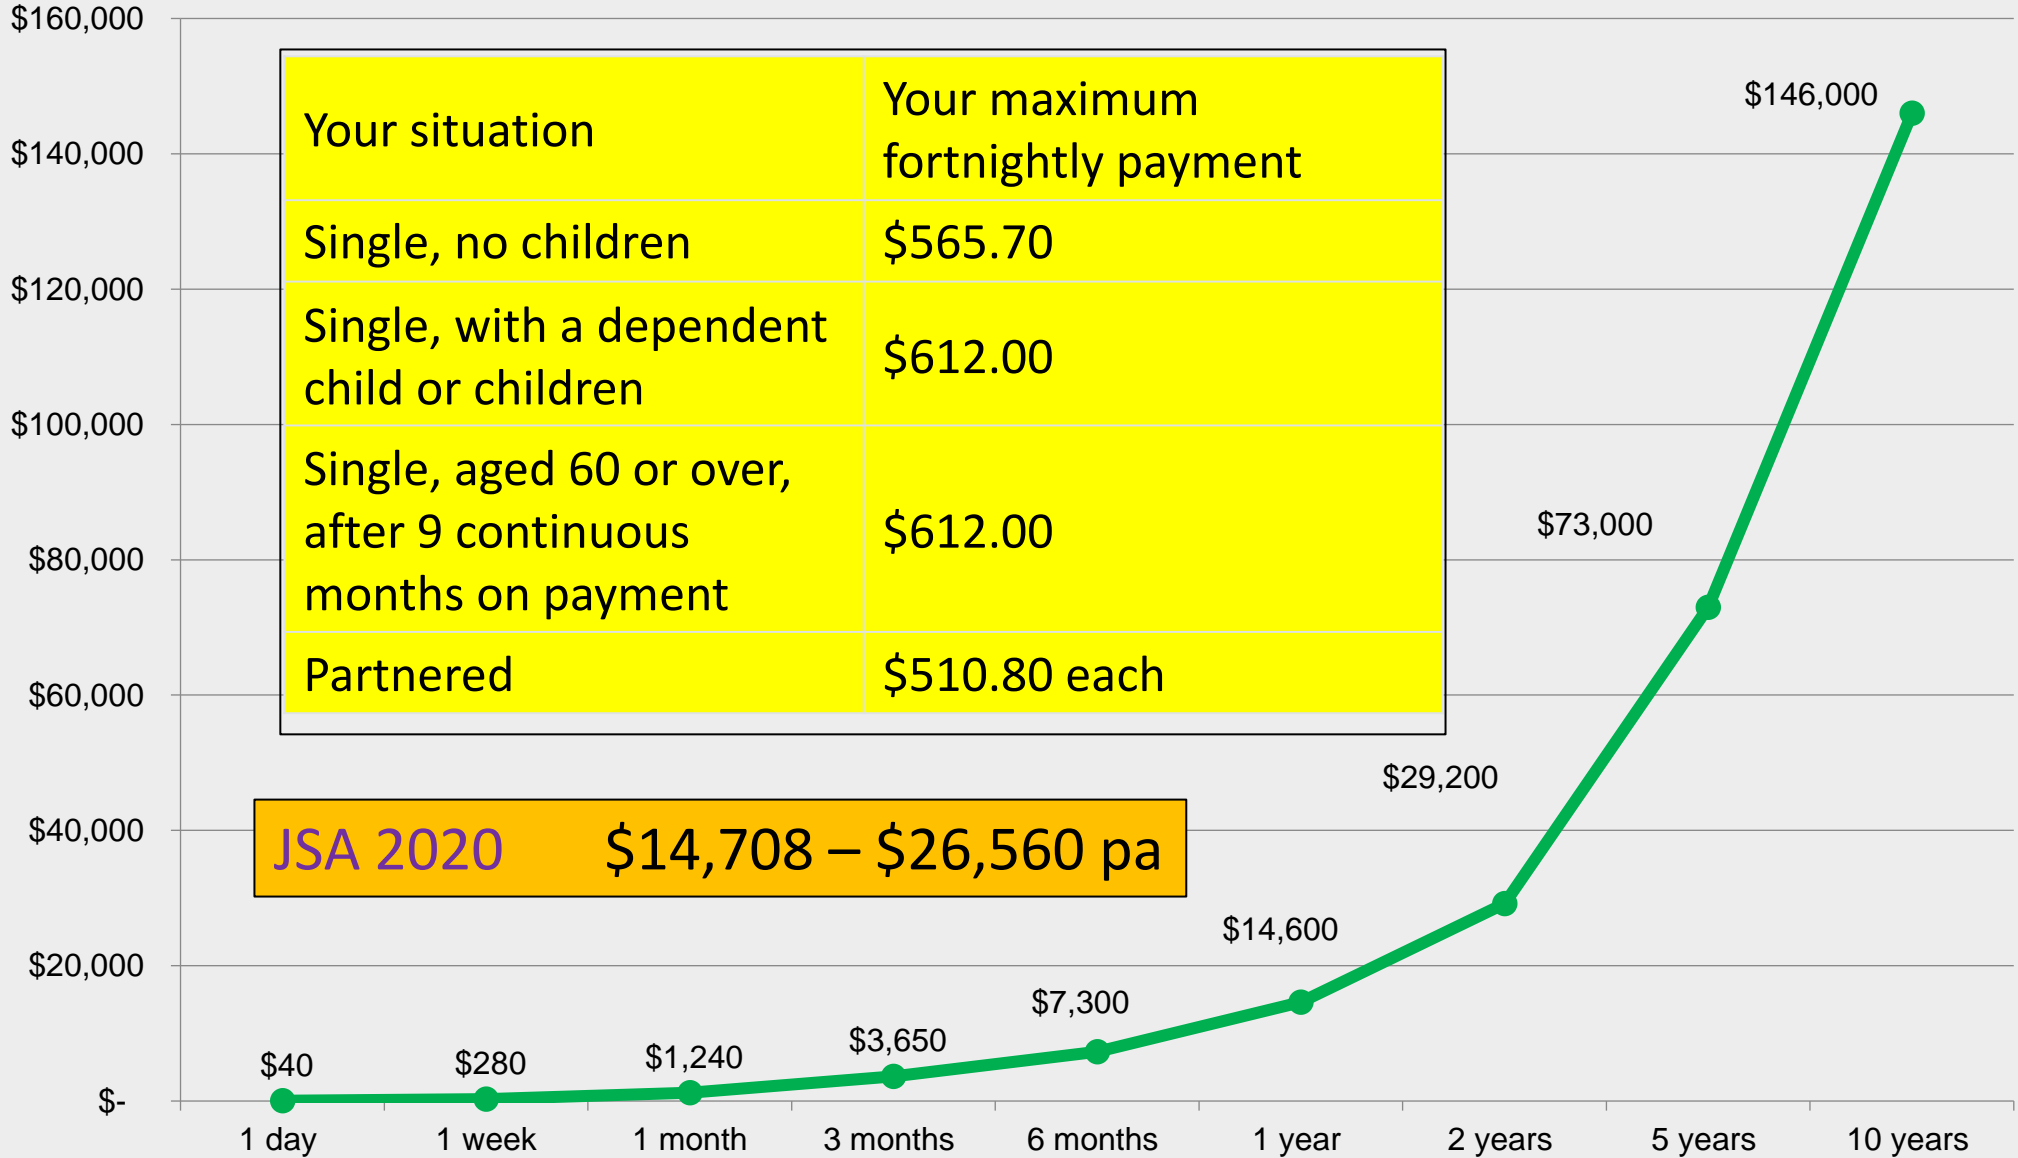 $160,000
$140,000
$120,000
$100,000
$80,000
$60,000
$40,000
$20,000
$-
Your situation
Your maximum
fortnightly payment
Single, no children
$565.70
Single, with a dependent
child or children
$612.00
Single, aged 60 or over,
after 9 continuous
months on payment
$612.00
Partnered
$510.80 each
JSA 2020 $14,708 – $26,560 pa
$40
$280
$1,240
$3,650
$7,300
$14,600
$29,200
$73,000
$146,000
1 day
1 week
1 month
3 months
6 months
1 year
2 years
5 years
10 years